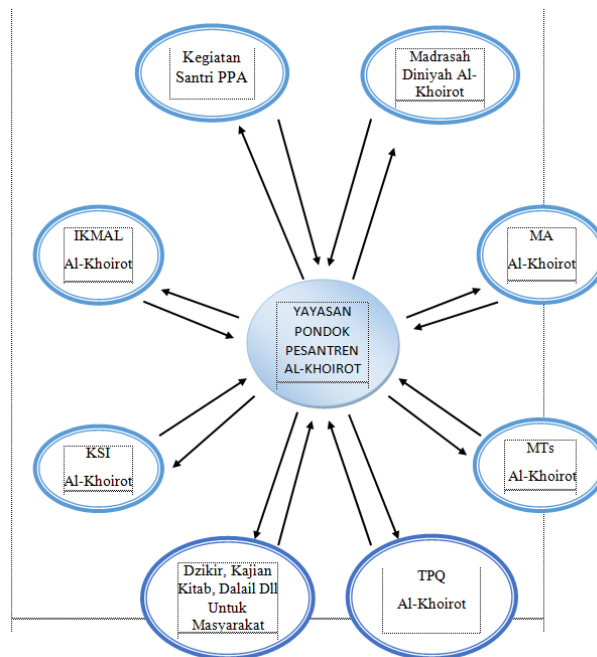 Kegiatan
Santri PPA
Madrasah
Diniyah Al-
Khoirot
IKMAL
Al-Khoirot
MA
Al-Khoirot
YAYASAN
PONDOK
PESANTREN
AL-KHOIROT
KSI
Al-Khoirot
MTs
Al-Khoirot
Dzikir, Kajian
Kitab, Dalail Dll
Untuk
Masyarakat
TPQ
Al-Khoirot